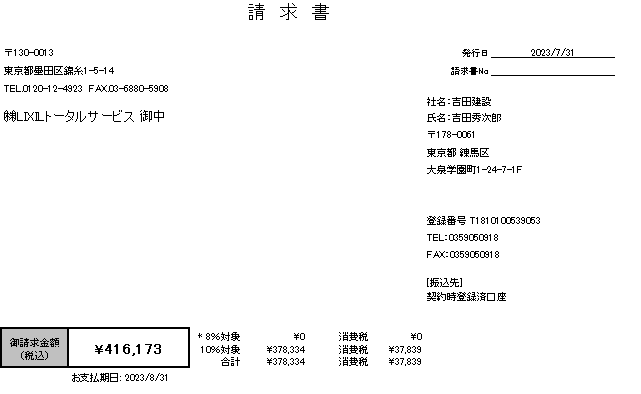 請求書
〒130-0013
東京都墨田区錦糸1-5-14
TEL.0120-12-4923 FAX.03-6880-5908
㈱LIXILトータルサービス 御中
発行日 2023/7/31
請求書No
社名：吉田建設
氏名：吉田秀次郎
〒178-0061
東京都 練馬区
大泉学園町1-24-7-1F
登録番号 T1810100539053
TEL：0359050918
FAX：0359050918
[振込先]
契約時登録済口座
御請求金額
（税込）
¥416,173
* 8%対象 ¥0 消費税 ¥0
10%対象 ¥378,334 消費税 ¥37,839
合計 ¥378,334 消費税 ¥37,839
お支払期日: 2023/8/31